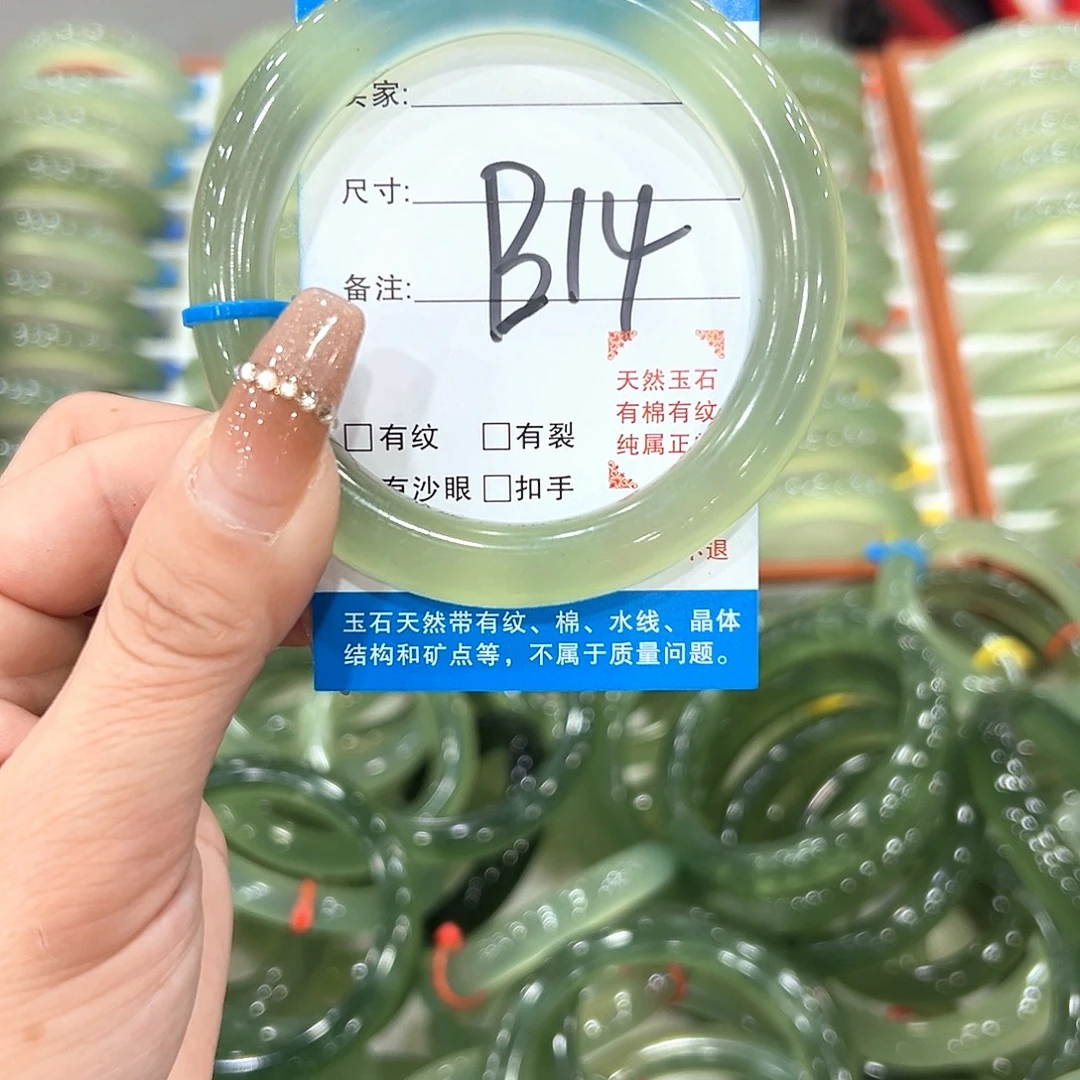 家:
尺寸:
B14
备注:
天然玉石
有棉有纹
纯属正
□有纹 □有裂
有沙眼 □扣手
不退
玉石天然带有纹、棉、水线、晶体
结构和矿点等，不属于质量问题。